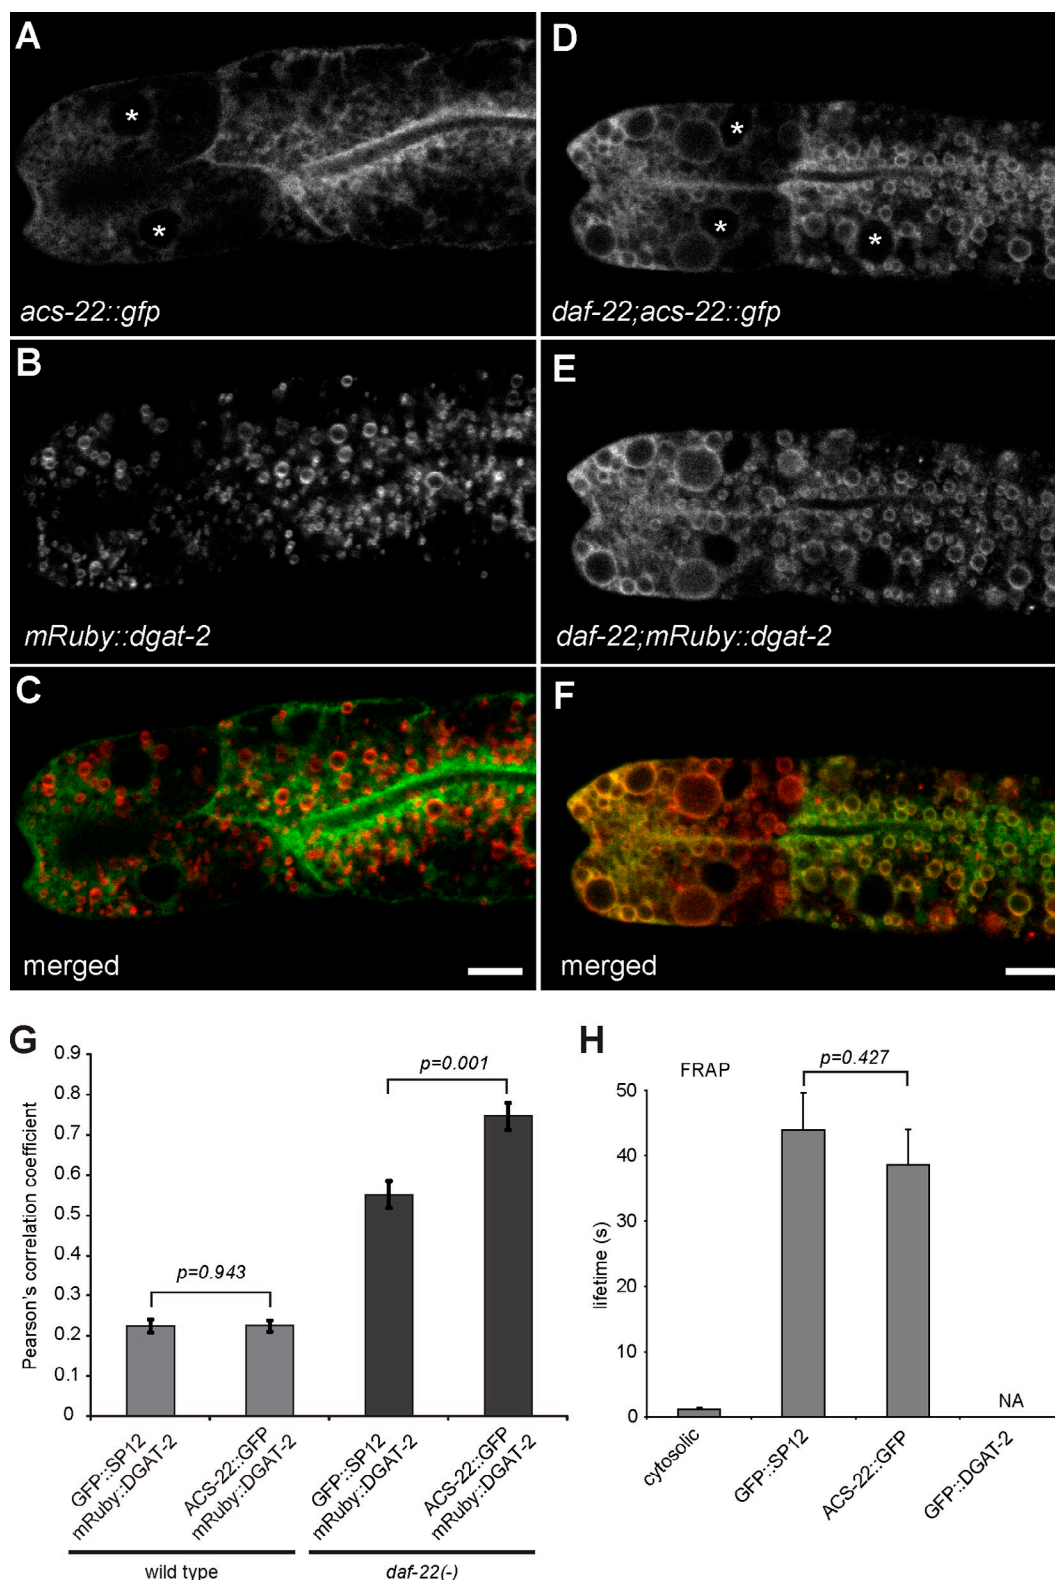 A
*
*
acs-22::gfp
B
mRuby::dgat-2
C
merged
D
*
*
*
daf-22;acs-22::gfp
E
daf-22;mRuby::dgat-2
F
merged
G
Pearson's correlation coefficient
0.9
0.8
0.7
0.6
0.5
0.4
0.3
0.2
0.1
0
p=0.943
p=0.001
GFP::SP12
mRuby::DGAT-2
ACS-22::GFP
mRuby::DGAT-2
GFP::SP12
mRuby::DGAT-2
ACS-22::GFP
mRuby::DGAT-2
wild type
daf-22(-)
H
FRAP
p=0.427
lifetime (s)
50
40
30
20
10
0
NA
cytosolic
GFP::SP12
ACS-22::GFP
GFP::DGAT-2